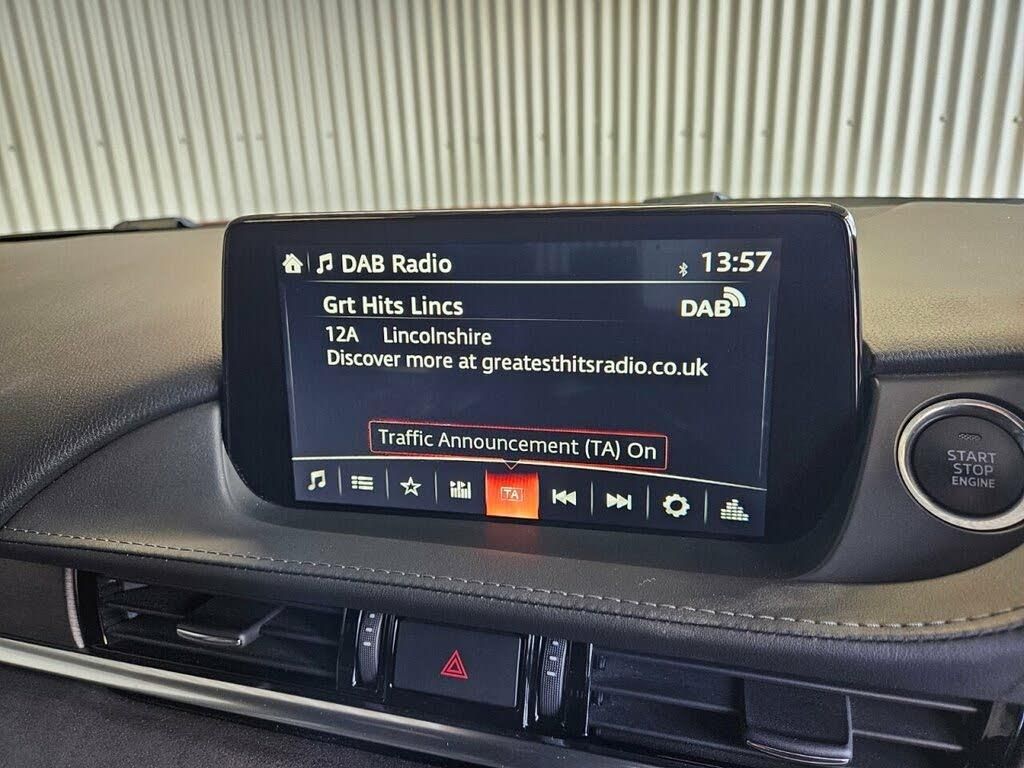 DAB Radio
13:57
Grt Hits Lincs
DAB
12A Lincolnshire
Discover more at greatesthitsradio.co.uk
Traffic Announcement (TA) On
TA
START
STOP
ENGINE